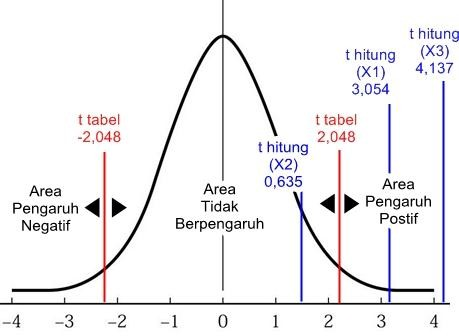 t hitung
(X3)
4,137
t hitung
(X1)
3,054
t tabel
-2,048
t tabel
2,048
t hitung
(X2)
0,635
Area
Pengaruh
Negatif
Area
Tidak
Berpengaruh
Area
Pengaruh
Postif
-4 -3 -2 -1 0 1 2 3 4